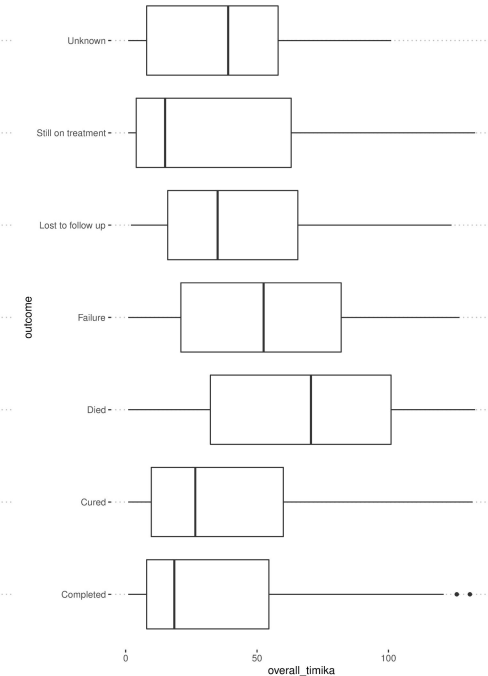 Unknown
Still on treatment
Lost to follow up
outcome
Failure
Died
Cured
Completed
0 50 100
overall_timika